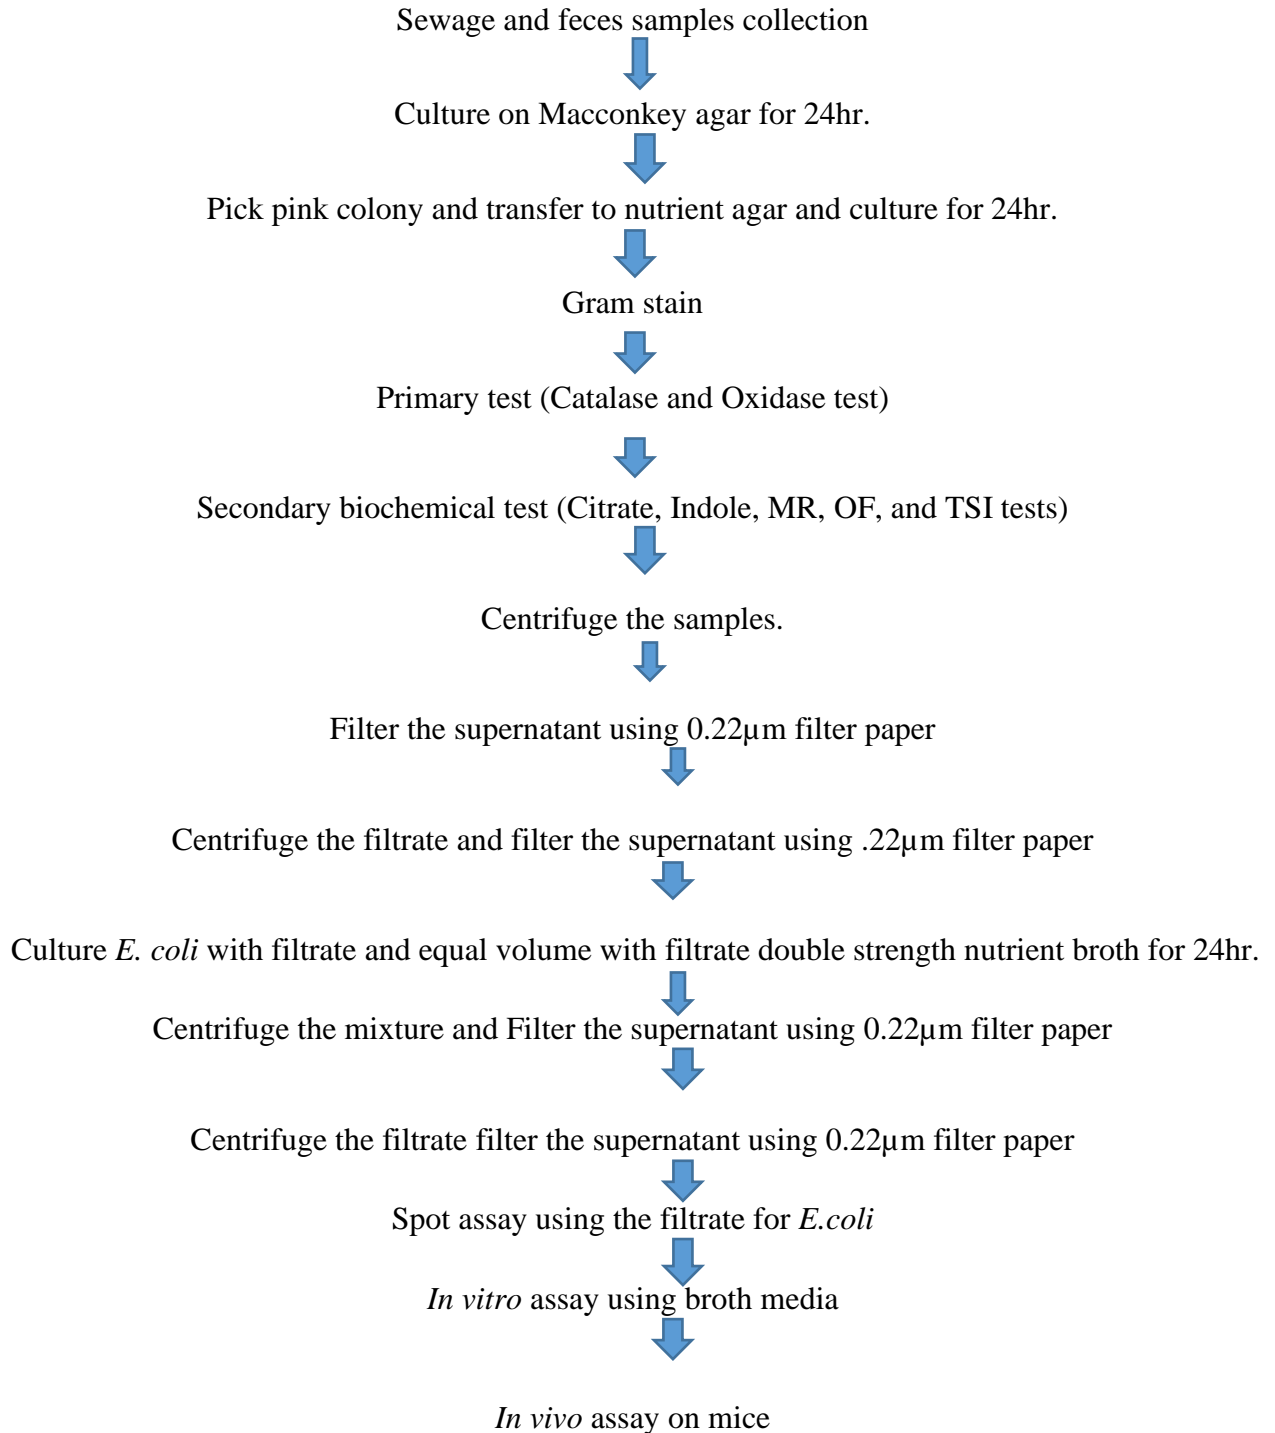 Sewage and feces samples collection
Culture on Macconkey agar for 24hr.
Pick pink colony and transfer to nutrient agar and culture for 24hr.
Gram stain
Primary test (Catalase and Oxidase test)
Secondary biochemical test (Citrate, Indole, MR, OF, and TSI tests)
Centrifuge the samples.
Filter the supernatant using 0.22µm filter paper
Centrifuge the filtrate and filter the supernatant using .22µm filter paper
Culture E. coli with filtrate and equal volume with filtrate double strength nutrient broth for 24hr.
Centrifuge the mixture and Filter the supernatant using 0.22µm filter paper
Centrifuge the filtrate filter the supernatant using 0.22µm filter paper
Spot assay using the filtrate for E.coli
In vitro assay using broth media
In vivo assay on mice